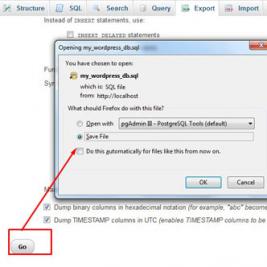 Structure SQL Search Query Export Import
Instead of INSERT statements, use:
INSERT DELAYED statements
Opening my_wordpress_db.sql
You have chosen to open:
my_wordpress_db.sql
which is: SQL file
from: http://localhost
What should Firefox do with this file?
Open with pgAdmin III - PostgreSQL Tools (default)
Save File
Do this automatically for files like this from now on.
OK Cancel
Dump binary columns in hexadecimal notation (for example, "abc" become
Dump TIMESTAMP columns in UTC (enables TIMESTAMP columns to be
Go